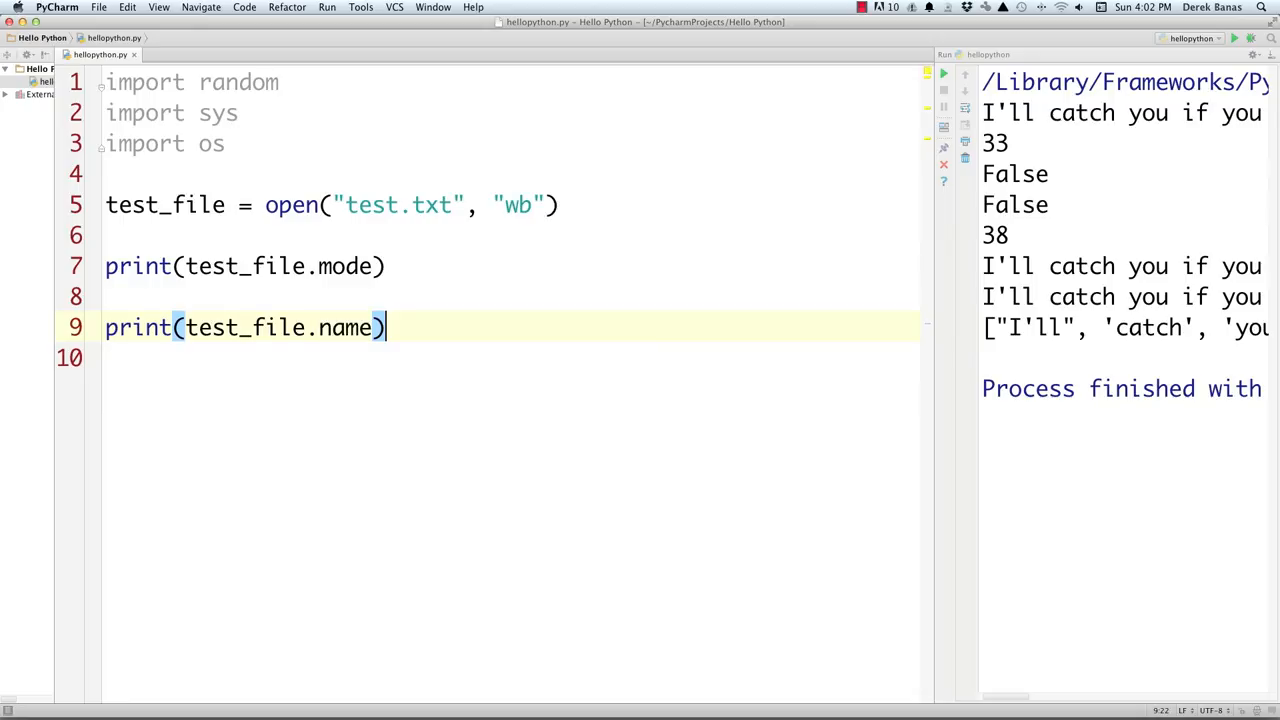 PyCharm File Edit View Navigate Code Refactor Run Tools VCS Window Help 10 Sun 4:02 PM Derek Banas
hellopython.py – Hello Python – [~/PycharmProjects/Hello Python]
Hello Python hellopython.py hellopython
hellopython.py Run hellopython
Hello P
hell
Externa
1 import random
2 import sys
3 import os
4
5 test_file = open("test.txt", "wb")
6
7 print(test_file.mode)
8
9 print(test_file.name)
10
/Library/Frameworks/Py
I'll catch you if you
33
False
False
38
I'll catch you if you
I'll catch you if you
["I'll", 'catch', 'you
Process finished with
9:22 LF UTF-8